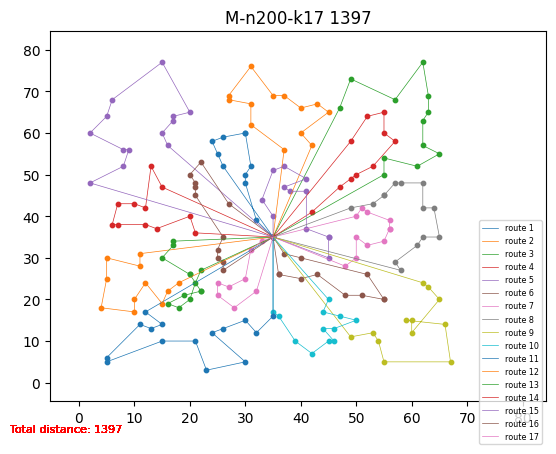 M-n200-k17 1397
80
70
60
50
40
30
20
10
0
route 1
route 2
route 3
route 4
route 5
route 6
route 7
route 8
route 9
route 10
route 11
route 12
route 13
route 14
route 15
route 16
route 17
0 10 20 30 40 50 60 70 80
Total distance: 1397